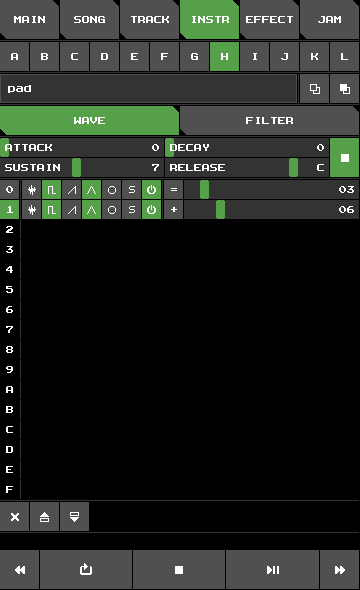 MAIN SONG TRACK INSTR EFFECT JAM
A B C D E F G H I J K L
pad
WAVE FILTER
ATTACK 0 DECAY 0
SUSTAIN 7 RELEASE C
0 S = 03
1 S + 06
2
3
4
5
6
7
8
9
A
B
C
D
E
F